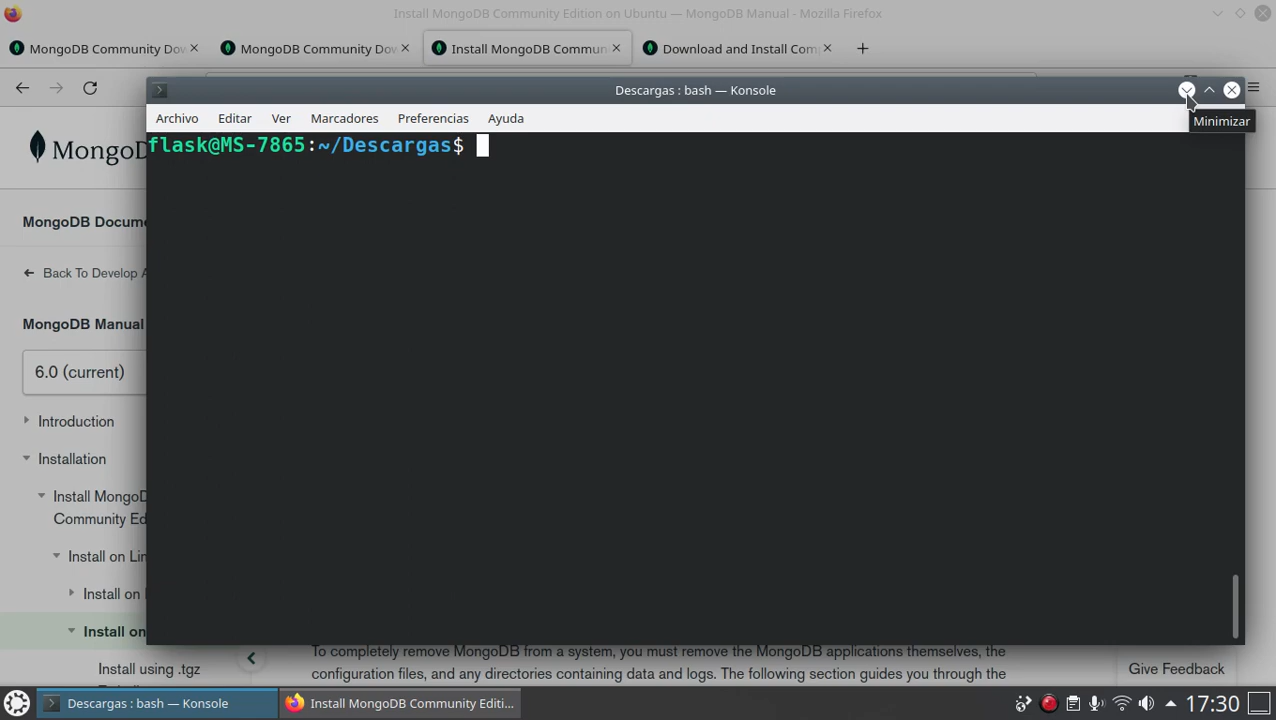 Install MongoDB Community Edition on Ubuntu — MongoDB Manual - Mozilla Firefox
MongoDB Community Dow
MongoDB Community Dow
Install MongoDB Commun
Download and Install Com
Descargas : bash — Konsole
Minimizar
Archivo Editar Ver Marcadores Preferencias Ayuda
flask@MS-7865:~/Descargas$
MongoD
MongoDB Docume
Back To Develop A
MongoDB Manual
6.0 (current)
Introduction
Installation
Install MongoD
Community Ed
Install on Lin
Install on
Install on
Install using .tgz
To completely remove MongoDB from a system, you must remove the MongoDB applications themselves, the
configuration files, and any directories containing data and logs. The following section guides you through the
Give Feedback
Descargas : bash — Konsole
Install MongoDB Community Editi...
17:30